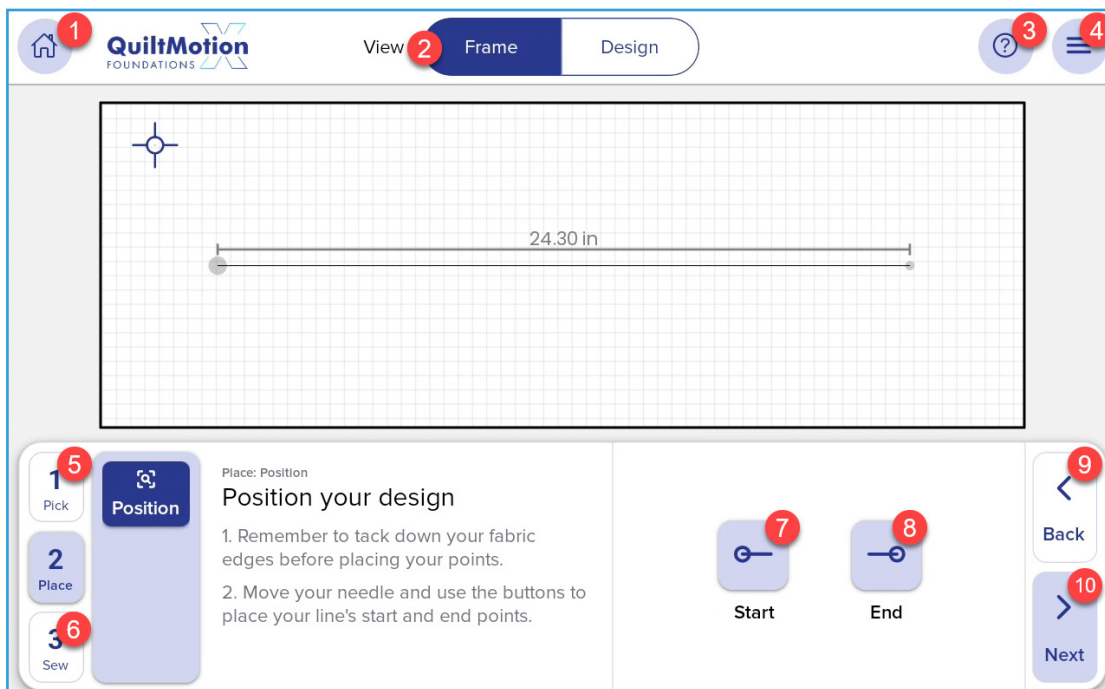 1
QuiltMotion
FOUNDATIONS
View
2
Frame
Design
3
?
4
24.30 in
1
5
Pick
2
Place
3
6
Sew
Position
Place: Position
Position your design
1. Remember to tack down your fabric
edges before placing your points.
2. Move your needle and use the buttons to
place your line's start and end points.
7
Start
8
End
9
Back
10
Next